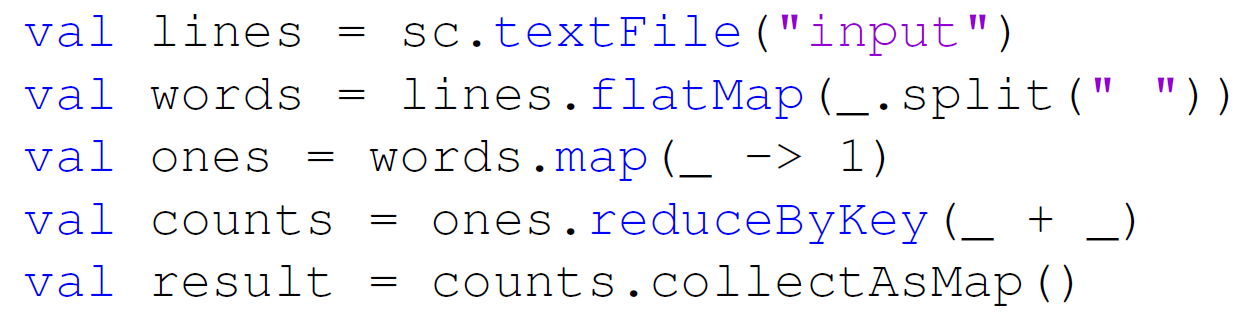 val lines = sc.textFile("input")
val words = lines.flatMap(_.split(" "))
val ones = words.map(_ -> 1)
val counts = ones.reduceByKey(_ + _)
val result = counts.collectAsMap()